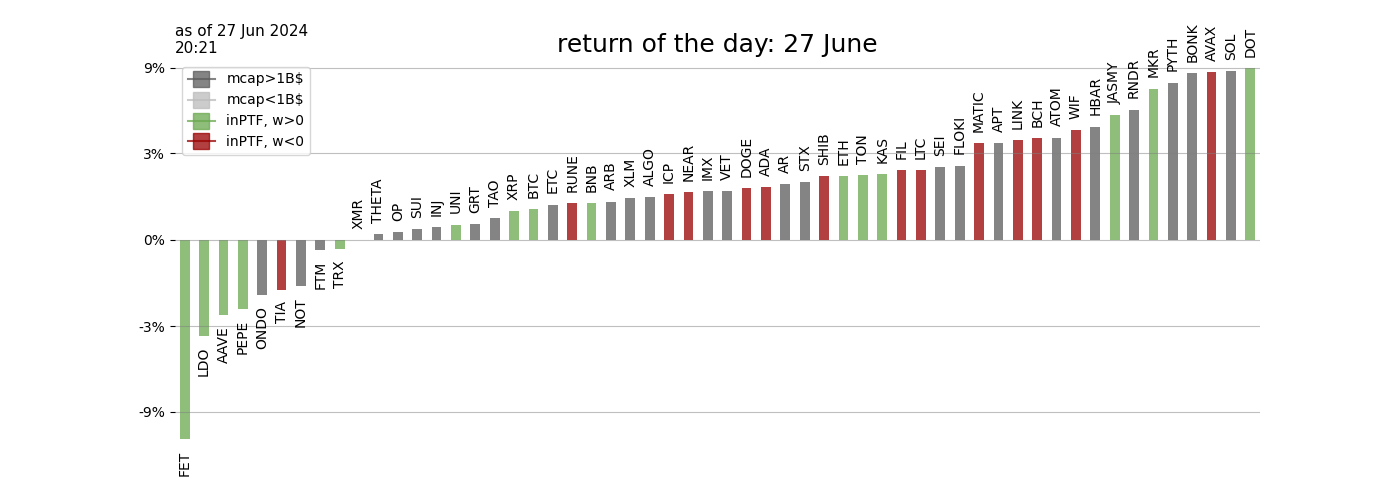 as of 27 Jun 2024
20:21
return of the day: 27 June
mcap>1B$
mcap<1B$
inPTF, w>0
inPTF, w<0
9%
3%
0%
-3%
-9%
FET
LDO
AAVE
PEPE
ONDO
TIA
NOT
FTM
TRX
XMR
THETA
OP
SUI
INJ
UNI
GRT
TAO
XRP
BTC
ETC
RUNE
BNB
ARB
XLM
ALGO
ICP
NEAR
IMX
VET
DOGE
ADA
AR
STX
SHIB
ETH
TON
KAS
FIL
LTC
SEI
FLOKI
MATIC
APT
LINK
BCH
ATOM
WIF
HBAR
JASMY
RNDR
MKR
PYTH
BONK
AVAX
SOL
DOT